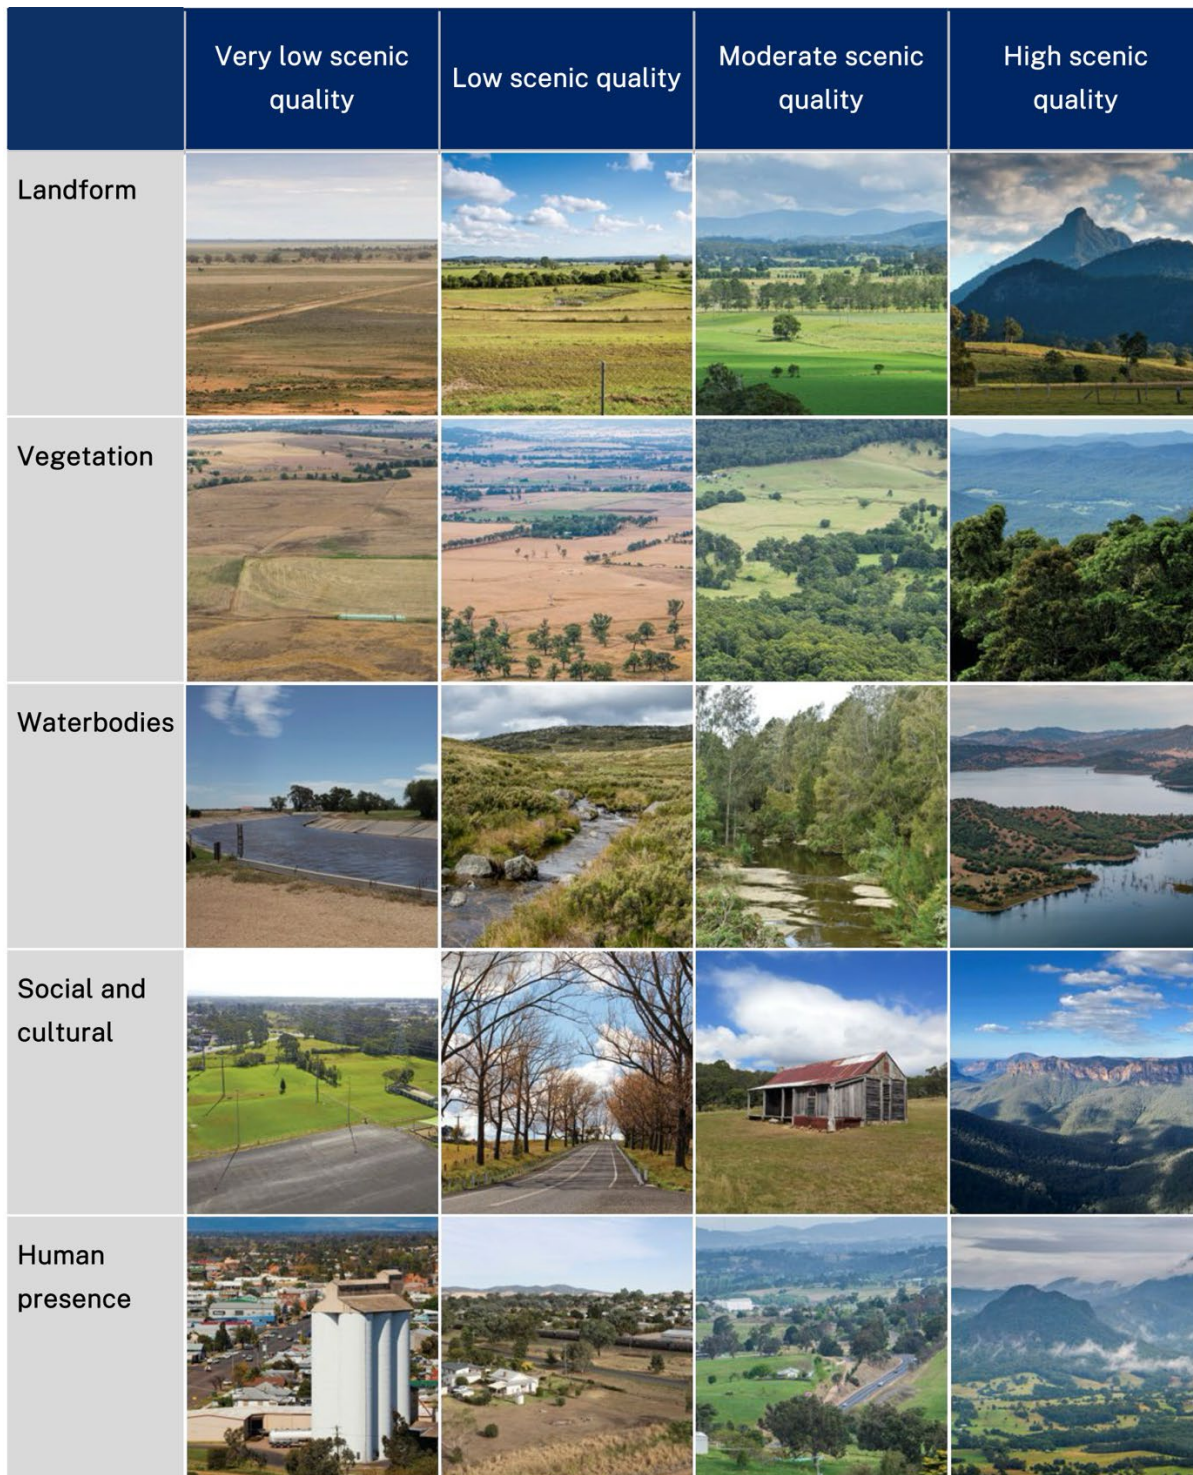 Very low scenic
quality
Low scenic quality
Moderate scenic
quality
High scenic
quality
Landform
Vegetation
Waterbodies
Social and
cultural
Human
presence